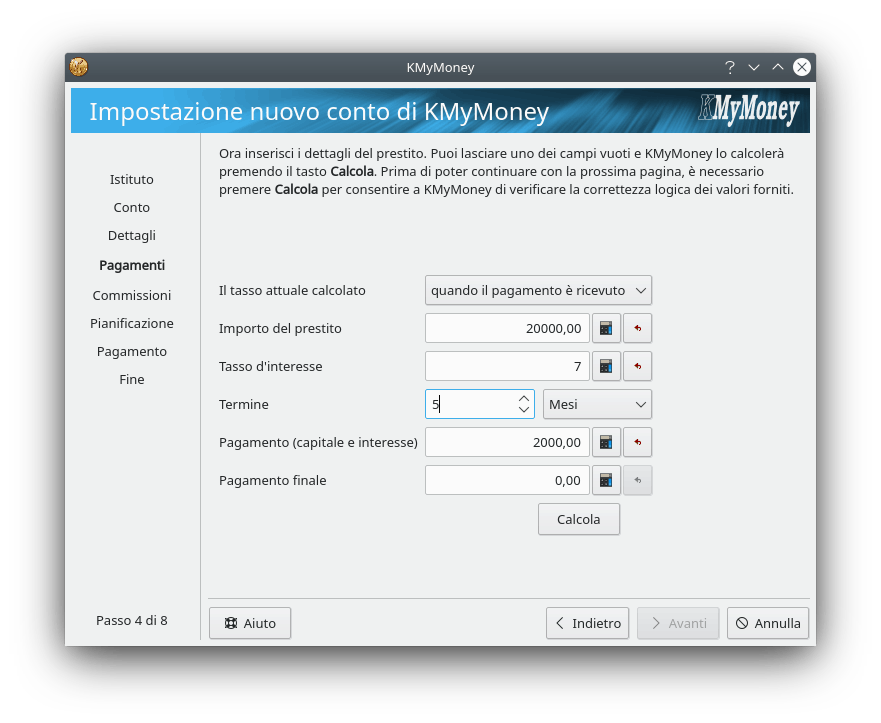 KMyMoney
?
Impostazione nuovo conto di KMyMoney
KMyMoney
Ora inserisci i dettagli del prestito. Puoi lasciare uno dei campi vuoti e KMyMoney lo calcolerà
premendo il tasto Calcola. Prima di poter continuare con la prossima pagina, è necessario
premere Calcola per consentire a KMyMoney di verificare la correttezza logica dei valori forniti.
Istituto
Conto
Dettagli
Pagamenti
Commissioni
Pianificazione
Pagamento
Fine
Il tasso attuale calcolato quando il pagamento è ricevuto
Importo del prestito 20000,00
Tasso d'interesse 7
Termine 5 Mesi
Pagamento (capitale e interesse) 2000,00
Pagamento finale 0,00
Calcola
Passo 4 di 8
Aiuto Indietro Avanti Annulla